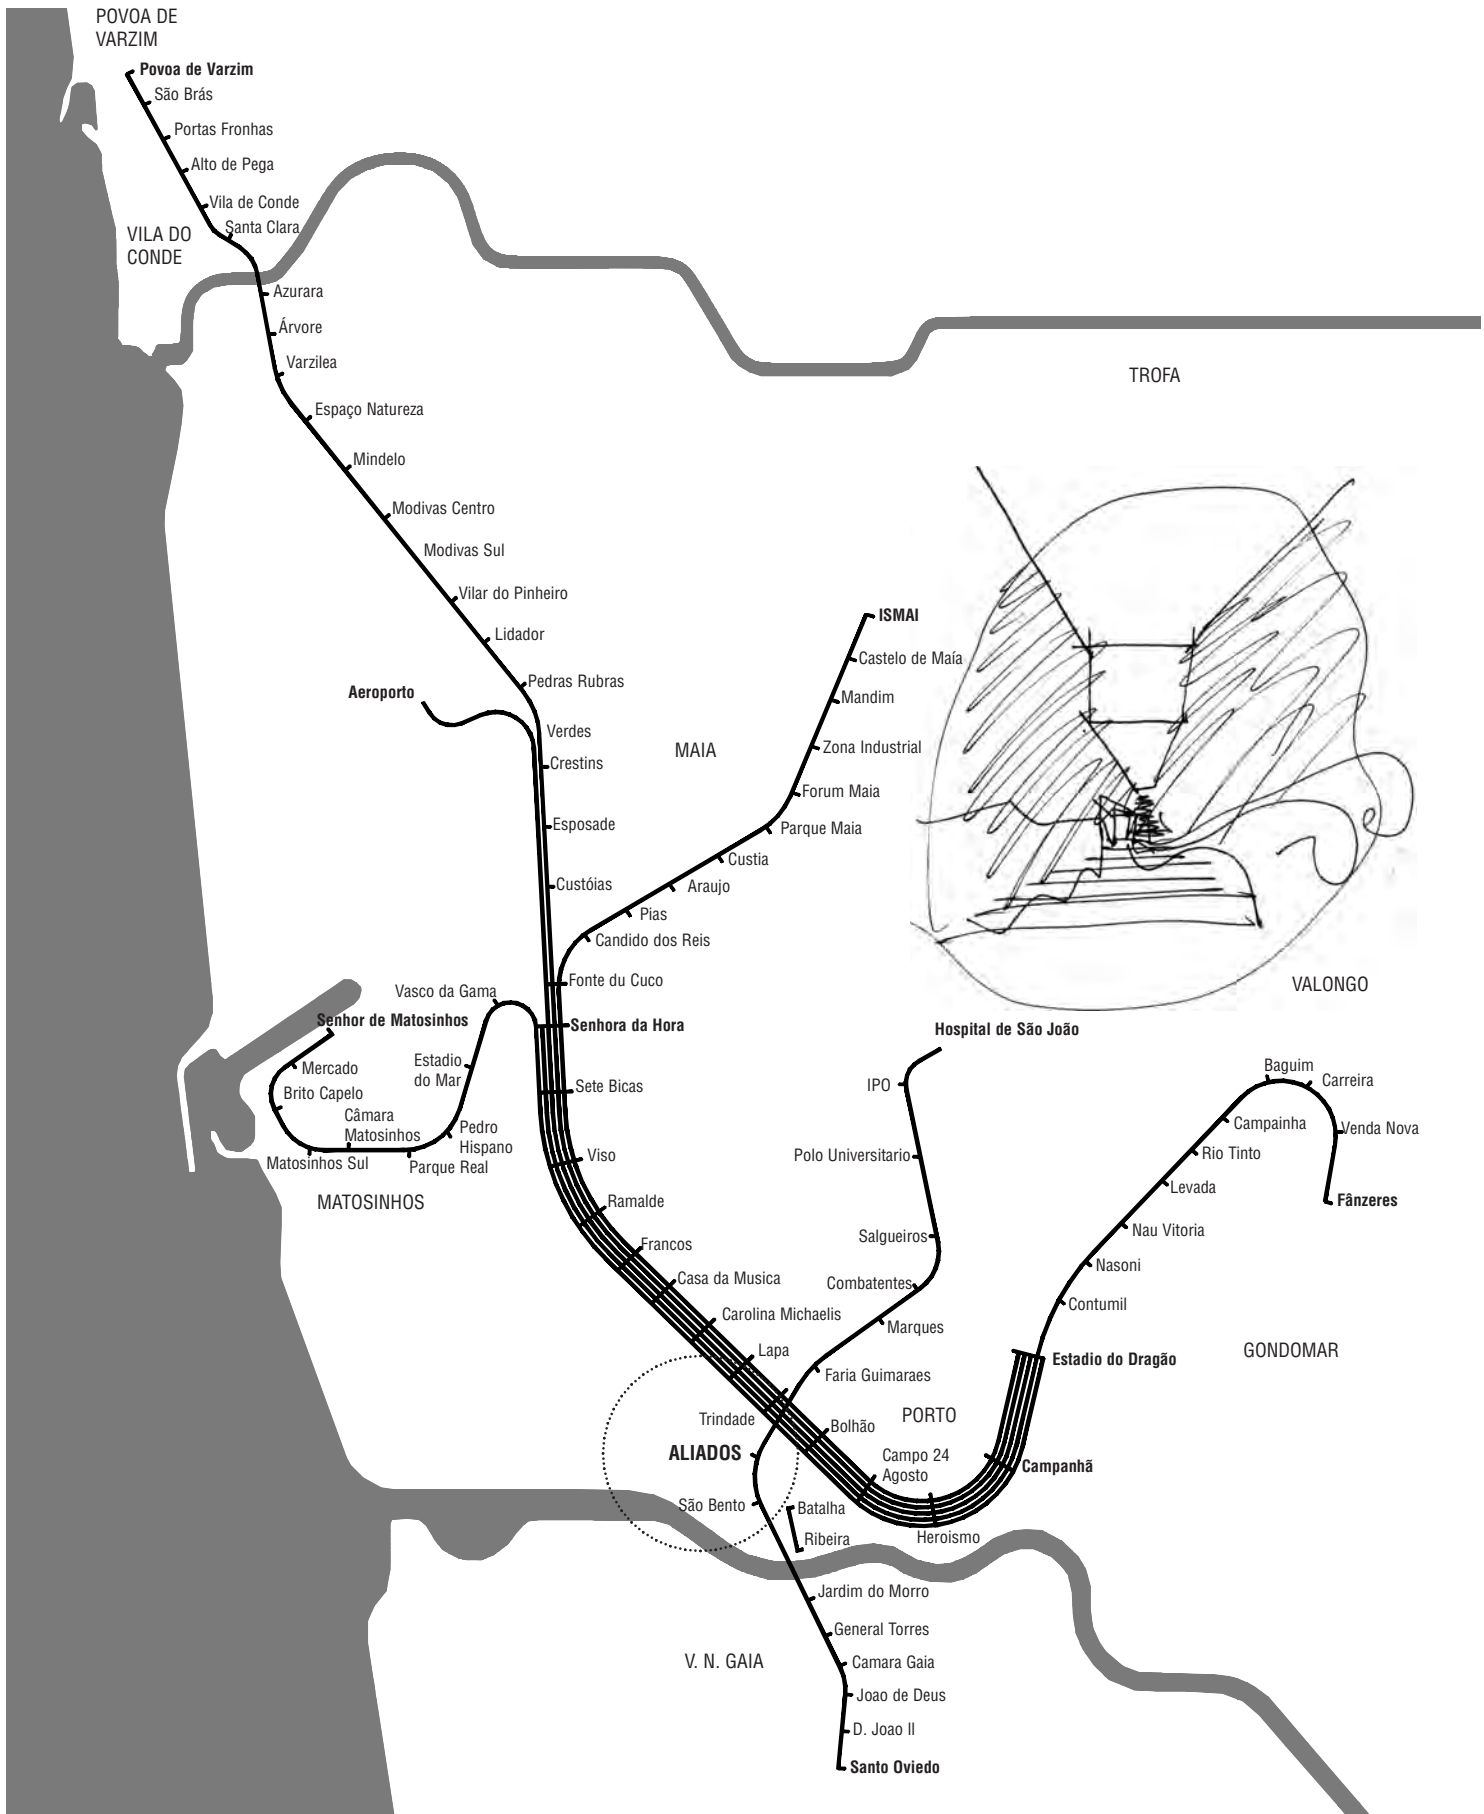 POVOA DE
VARZIM
Povoa de Varzim
São Brás
Portas Fronhas
Alto de Pega
Vila de Conde
Santa Clara
VILA DO
CONDE
Azurara
Árvore
Varzilea
TROFA
Espaço Natureza
Mindelo
Modivas Centro
Modivas Sul
Vilar do Pinheiro
Lidador
Pedras Rubras
Aeroporto
Verdes
Crestins
Esposade
Custóias
ISMAI
Castelo de Maía
Mandim
Zona Industrial
MAIA
Forum Maia
Parque Maia
Custia
Araujo
Pias
Candido dos Reis
Fonte du Cuco
Vasco da Gama
Senhor de Matosinhos
Senhora da Hora
Mercado
Estadio
do Mar
Brito Capelo
Câmara
Matosinhos
Pedro
Hispano
Matosinhos Sul
Parque Real
MATOSINHOS
Sete Bicas
Viso
Ramalde
Francos
Casa da Musica
Carolina Michaelis
Lapa
VALONGO
Hospital de São João
IPO
Polo Universitario
Salgueiros
Combatentes
Marques
Faria Guimaraes
Baguim
Carreira
Campainha
Venda Nova
Rio Tinto
Levada
Fânzeres
Nau Vitoria
Nasoni
Contumil
GONDOMAR
Estadio do Dragão
PORTO
Trindade
Bolhão
ALIADOS
Campo 24
Agosto
Campanhã
São Bento
Batalha
Ribeira
Heroismo
Jardim do Morro
General Torres
V. N. GAIA
Camara Gaia
Joao de Deus
D. Joao II
Santo Oviedo